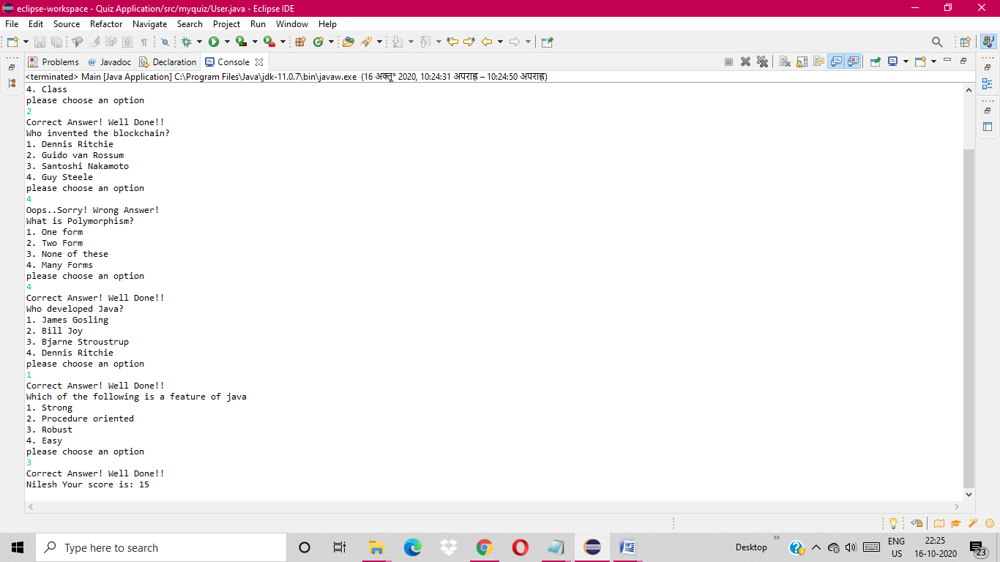 eclipse-workspace - Quiz Application/src/myquiz/User.java - Eclipse IDE
File Edit Source Refactor Navigate Search Project Run Window Help
Problems @ Javadoc Declaration Console
<terminated> Main [Java Application] C:\Program Files\Java\jdk-11.0.7\bin\javaw.exe (16 अक्तू॰ 2020, 10:24:31 अपराह्न – 10:24:50 अपराह्न)
4. Class
please choose an option
2
Correct Answer! Well Done!!
Who invented the blockchain?
1. Dennis Ritchie
2. Guido van Rossum
3. Santoshi Nakamoto
4. Guy Steele
please choose an option
4
Oops..Sorry! Wrong Answer!
What is Polymorphism?
1. One form
2. Two Form
3. None of these
4. Many Forms
please choose an option
4
Correct Answer! Well Done!!
Who developed Java?
1. James Gosling
2. Bill Joy
3. Bjarne Stroustrup
4. Dennis Ritchie
please choose an option
1
Correct Answer! Well Done!!
Which of the following is a feature of java
1. Strong
2. Procedure oriented
3. Robust
4. Easy
please choose an option
3
Correct Answer! Well Done!!
Nilesh Your score is: 15
Type here to search
Desktop
ENG
US
22:25
16-10-2020
23